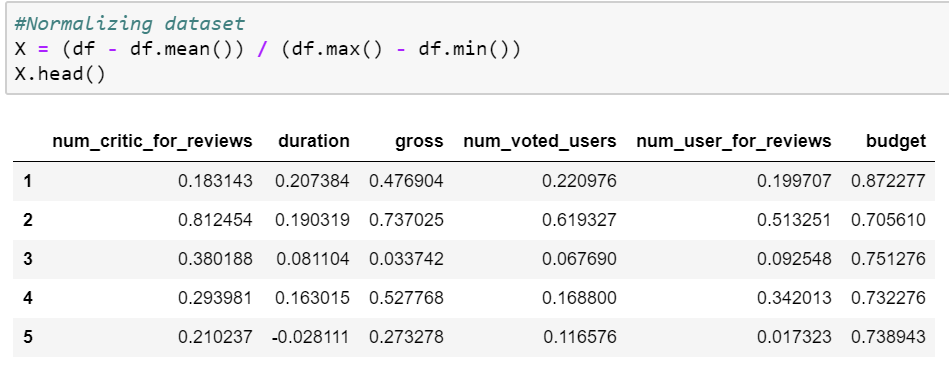 #Normalizing dataset
X = (df - df.mean()) / (df.max() - df.min())
X.head()
num_critic_for_reviews duration gross num_voted_users num_user_for_reviews budget
1 0.183143 0.207384 0.476904 0.220976 0.199707 0.872277
2 0.812454 0.190319 0.737025 0.619327 0.513251 0.705610
3 0.380188 0.081104 0.033742 0.067690 0.092548 0.751276
4 0.293981 0.163015 0.527768 0.168800 0.342013 0.732276
5 0.210237 -0.028111 0.273278 0.116576 0.017323 0.738943